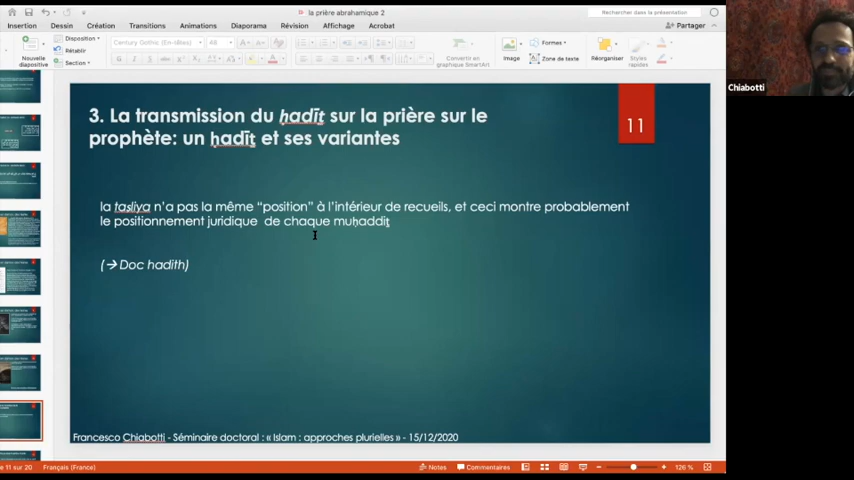 la prière abrahamique 2
Rechercher dans la présentation
Insertion Dessin Création Transitions Animations Diaporama Révision Affichage Acrobat
Partager
Nouvelle diapositive
Disposition
Rétablir
Section
Century Gothic (En-têtes) 48
Convertir en graphique SmartArt
Image
Formes
Zone de texte
Réorganiser
Styles rapides
Chiabotti
3. La transmission du ḥadīṯ sur la prière sur le
prophète: un ḥadīṯ et ses variantes
11
la taṣliya n’a pas la même “position” à l’intérieur de recueils, et ceci montre probablement
le positionnement juridique de chaque muḥaddiṯ
(→ Doc hadith)
Francesco Chiabotti - Séminaire doctoral : « Islam : approches plurielles » - 15/12/2020
e 11 sur 20 Français (France) Notes Commentaires 126 %